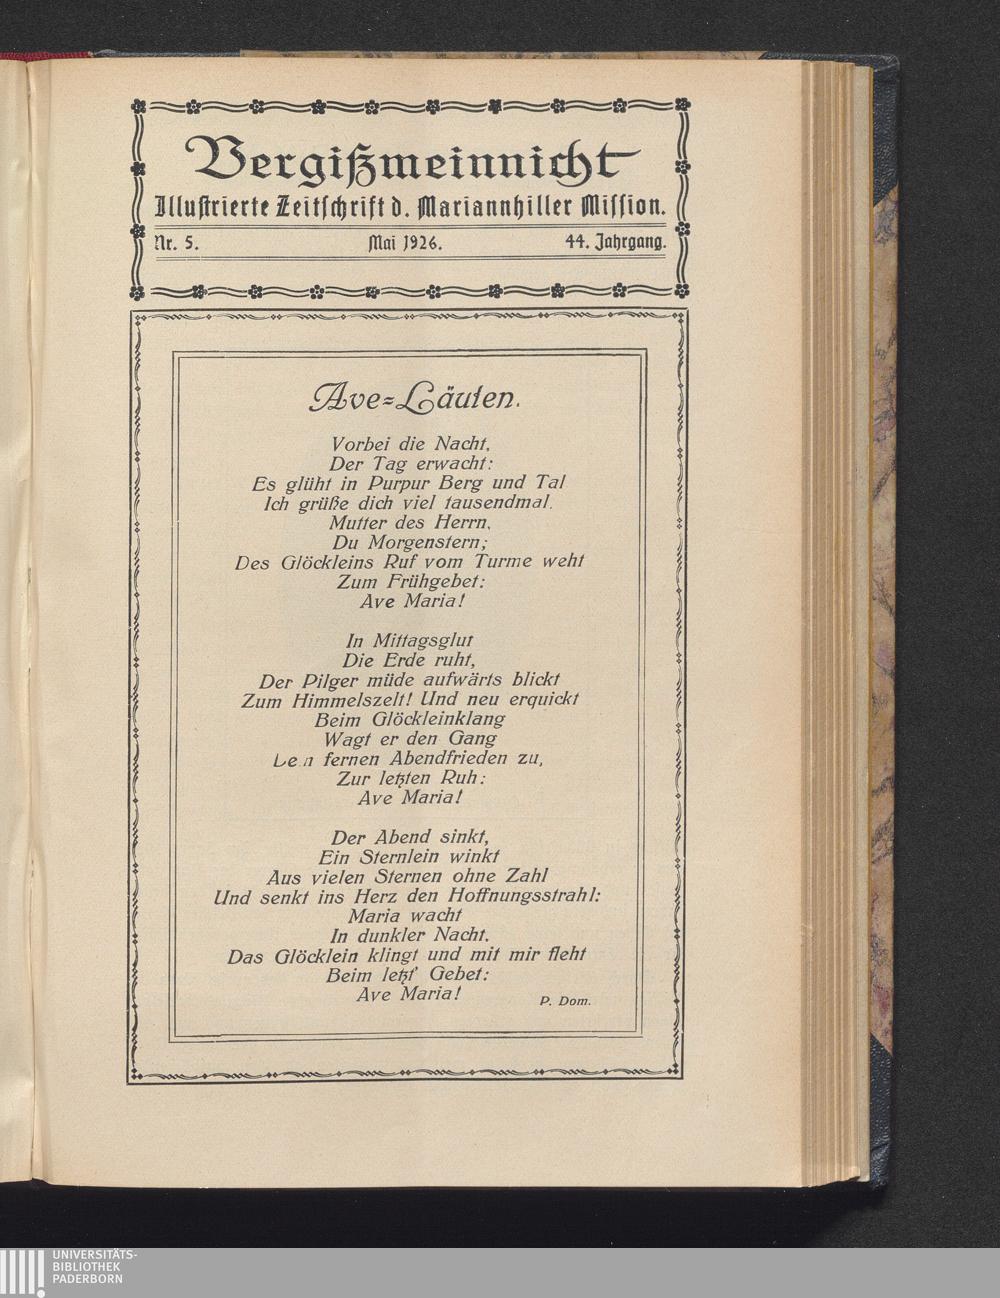 Vergißmeinnicht
Illustrierte Zeitschrift d. Mariannhiller Mission.
Nr. 5. Mai 1926. 44. Jahrgang.
Ave=Läuten.
Vorbei die Nacht,
Der Tag erwacht:
Es glüht in Purpur Berg und Tal
Ich grüße dich viel tausendmal.
Mutter des Herrn,
Du Morgenstern;
Des Glöckleins Ruf vom Turme weht
Zum Frühgebet:
Ave Maria!
In Mittagsglut
Die Erde ruht,
Der Pilger müde aufwärts blickt
Zum Himmelszelt! Und neu erquickt
Beim Glöckleinklang
Wagt er den Gang
fernen Abendfrieden zu,
Zur letzten Ruh:
Ave Maria!
Der Abend sinkt,
Ein Sternlein winkt
Aus vielen Sternen ohne Zahl
Und senkt ins Herz den Hoffnungsstrahl:
Maria wacht
In dunkler Nacht.
Das Glöcklein klingt und mit mir fleht
Beim letzt' Gebet:
Ave Maria!
P. Dom.
UNIVERSITÄTS-
BIBLIOTHEK
PADERBORN